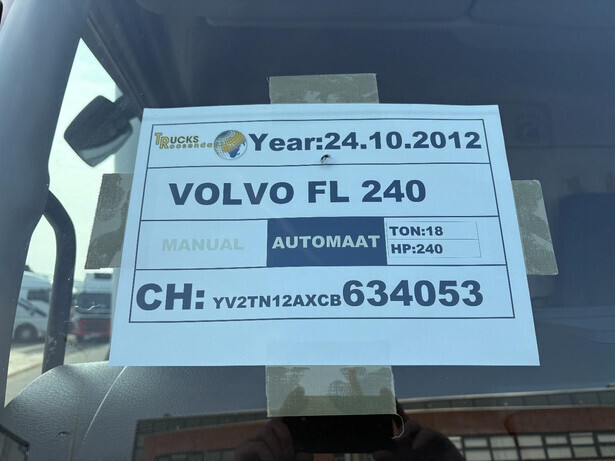 TRUCKS Roosendaal Year:24.10.2012
VOLVO FL 240
MANUAL AUTOMAAT TON:18
HP:240
CH: YV2TN12AXCB634053